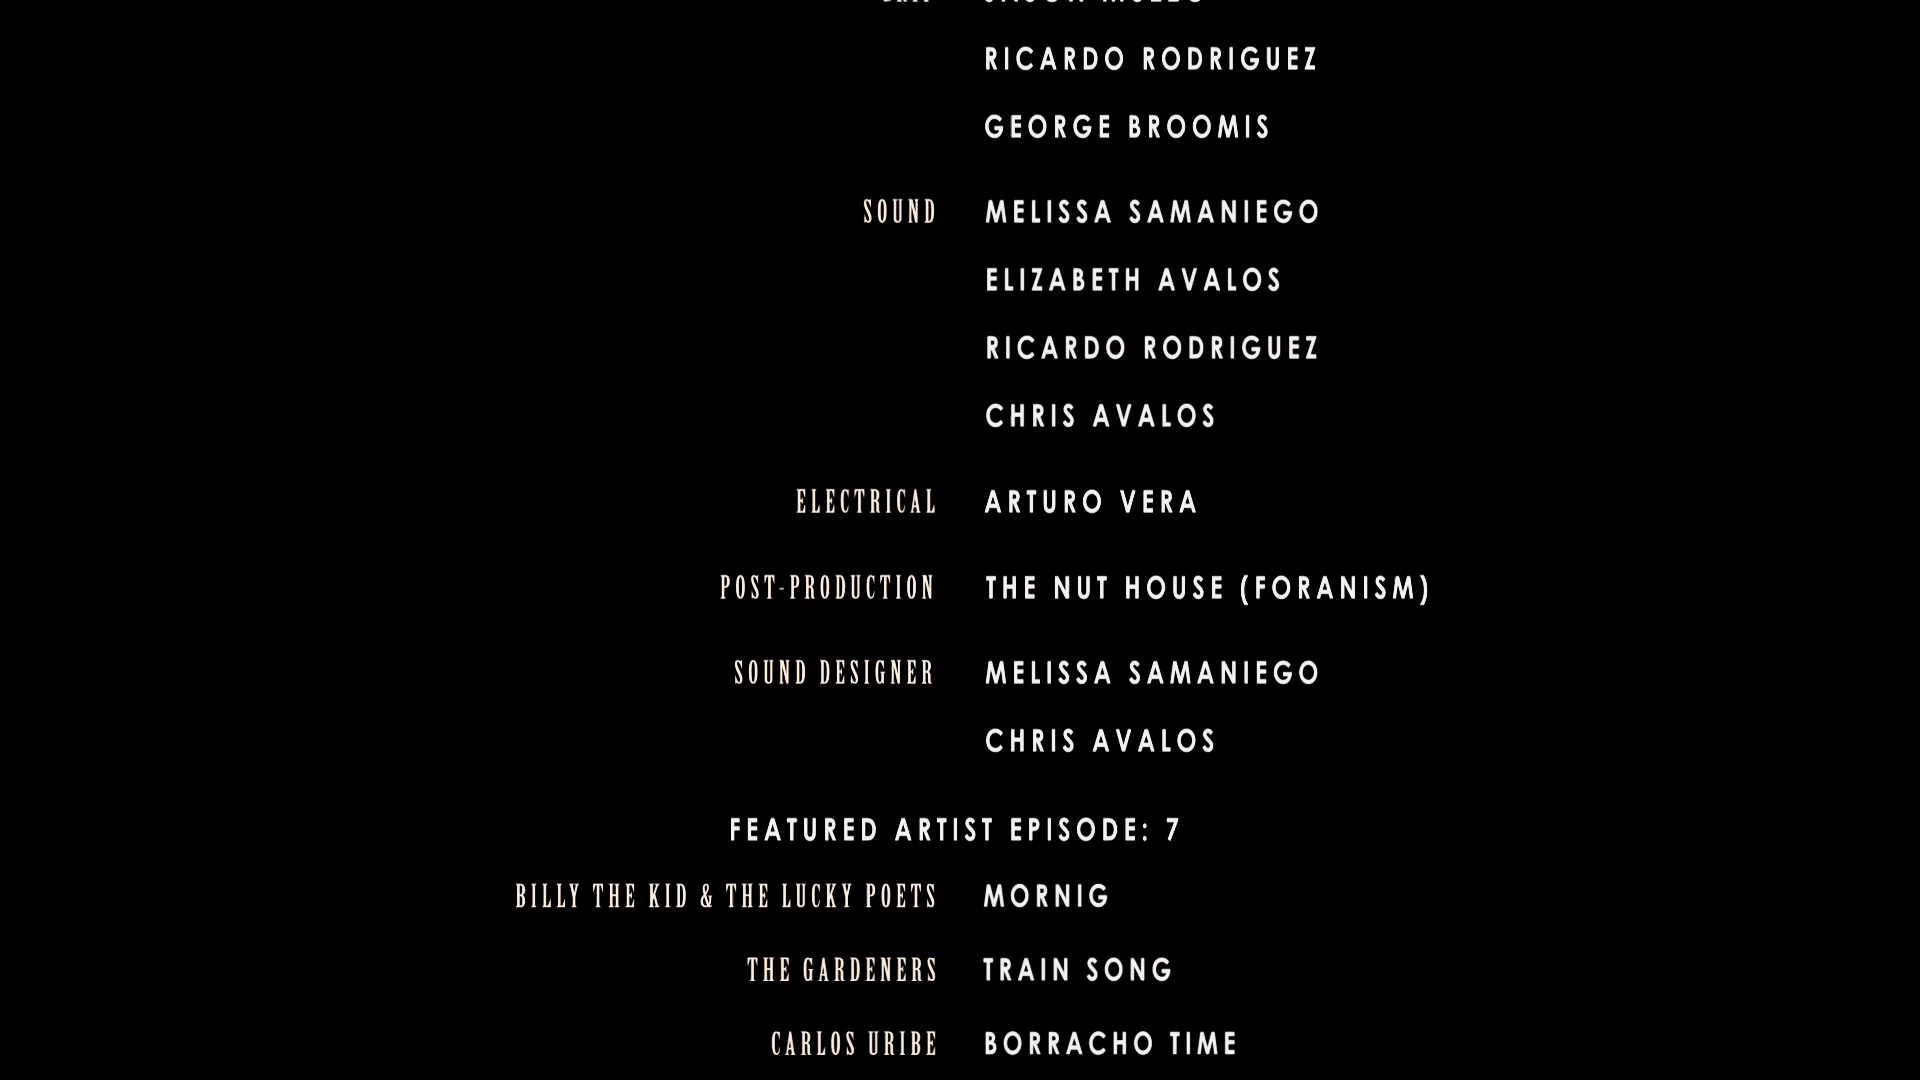 RICARDO RODRIGUEZ
GEORGE BROOMIS
SOUND MELISSA SAMANIEGO
ELIZABETH AVALOS
RICARDO RODRIGUEZ
CHRIS AVALOS
ELECTRICAL ARTURO VERA
POST-PRODUCTION THE NUT HOUSE (FORANISM)
SOUND DESIGNER MELISSA SAMANIEGO
CHRIS AVALOS
FEATURED ARTIST EPISODE: 7
BILLY THE KID & THE LUCKY POETS MORNIG
THE GARDENERS TRAIN SONG
CARLOS URIBE BORRACHO TIME